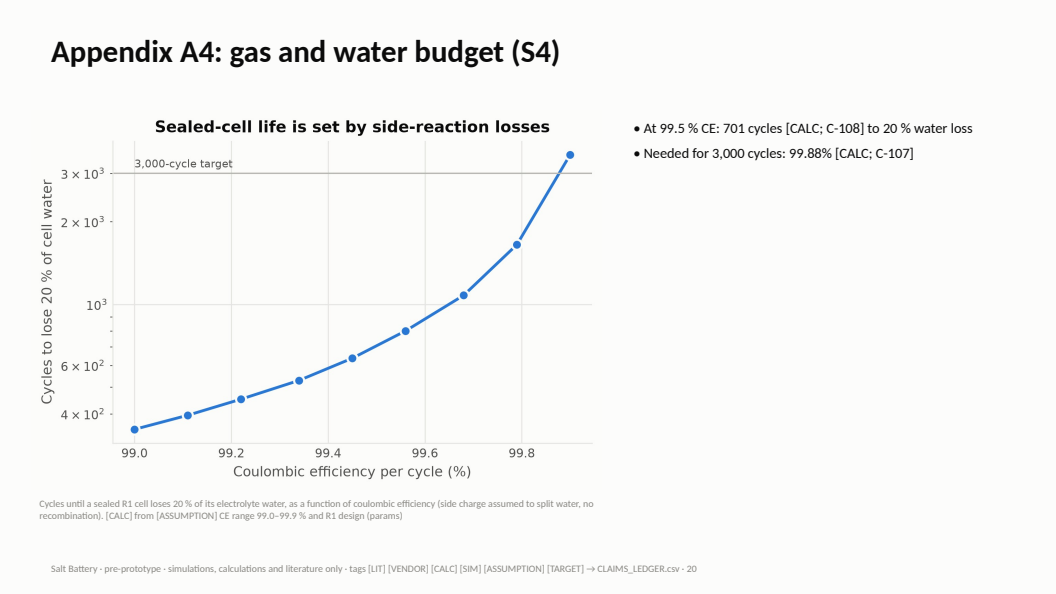 Appendix A4: gas and water budget (S4)
Sealed-cell life is set by side-reaction losses
3,000-cycle target
3 × 10³
2 × 10³
10³
6 × 10²
4 × 10²
Cycles to lose 20 % of cell water
99.0 99.2 99.4 99.6 99.8
Coulombic efficiency per cycle (%)
• At 99.5 % CE: 701 cycles [CALC; C-108] to 20 % water loss
• Needed for 3,000 cycles: 99.88% [CALC; C-107]
Cycles until a sealed R1 cell loses 20 % of its electrolyte water, as a function of coulombic efficiency (side charge assumed to split water, no
recombination). [CALC] from [ASSUMPTION] CE range 99.0–99.9 % and R1 design (params)
Salt Battery · pre-prototype · simulations, calculations and literature only · tags [LIT] [VENDOR] [CALC] [SIM] [ASSUMPTION] [TARGET] → CLAIMS_LEDGER.csv · 20